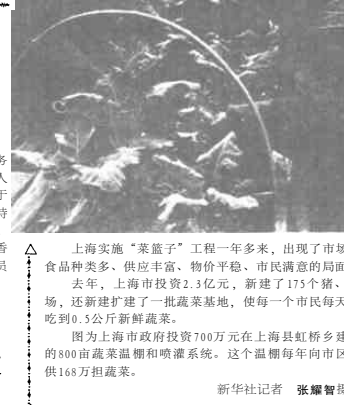 务
人
于
持
香
员
上海实施“菜篮子”工程一年多来，出现了市场
食品种类多、供应丰富、物价平稳、市民满意的局面
去年，上海市投资2.3亿元，新建了175个猪、
场，还新建扩建了一批蔬菜基地，使每一个市民每天
吃到0.5公斤新鲜蔬菜。
图为上海市政府投资700万元在上海县虹桥乡建
的800亩蔬菜温棚和喷灌系统。这个温棚每年向市区
供168万担蔬菜。
新华社记者 张耀智摄